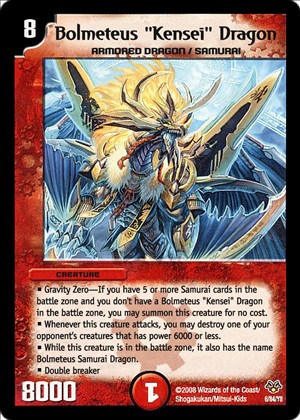 8 Bolmeteus "Kensei" Dragon
ARMORED DRAGON / SAMURAI
CREATURE
■ Gravity Zero—If you have 5 or more Samurai cards in the
battle zone and you don't have a Bolmeteus "Kensei" Dragon
in the battle zone, you may summon this creature for no cost.
■ Whenever this creature attacks, you may destroy one of your
opponent's creatures that has power 6000 or less.
■ While this creature is in the battle zone, it also has the name
Bolmeteus Samurai Dragon.
■ Double breaker
8000
1
©2008 Wizards of the Coast/
Shogakukan/Mitsui-Kids
6/84/Y8